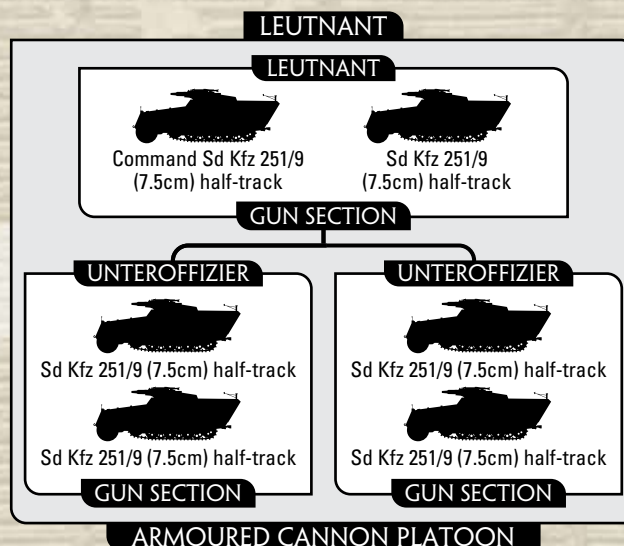 LEUTNANT
LEUTNANT
Command Sd Kfz 251/9
(7.5cm) half-track
Sd Kfz 251/9
(7.5cm) half-track
GUN SECTION
UNTEROFFIZIER
Sd Kfz 251/9 (7.5cm) half-track
Sd Kfz 251/9 (7.5cm) half-track
GUN SECTION
UNTEROFFIZIER
Sd Kfz 251/9 (7.5cm) half-track
Sd Kfz 251/9 (7.5cm) half-track
GUN SECTION
ARMOURED CANNON PLATOON